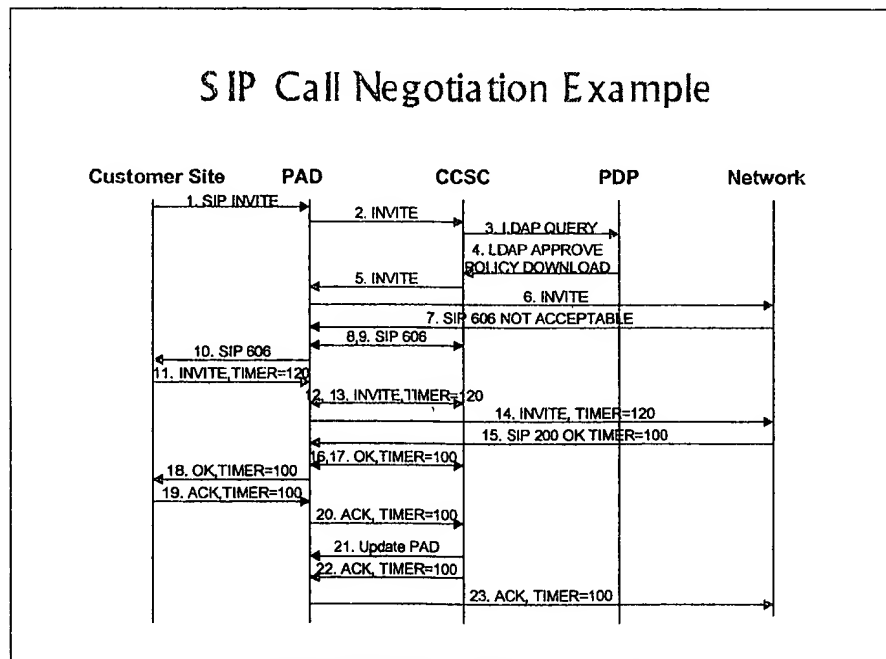 SIP Call Negotiation Example
Customer Site PAD CCSC PDP Network
1. SIP INVITE
2. INVITE
3. LDAP QUERY
4. LDAP APPROVE
POLICY DOWNLOAD
5. INVITE
6. INVITE
7. SIP 606 NOT ACCEPTABLE
8,9. SIP 606
10. SIP 606
11. INVITE,TIMER=120
12, 13. INVITE,TIMER=120
14. INVITE, TIMER=120
15. SIP 200 OK TIMER=100
16,17. OK,TIMER=100
18. OK,TIMER=100
19. ACK,TIMER=100
20. ACK, TIMER=100
21. Update PAD
22. ACK, TIMER=100
23. ACK, TIMER=100